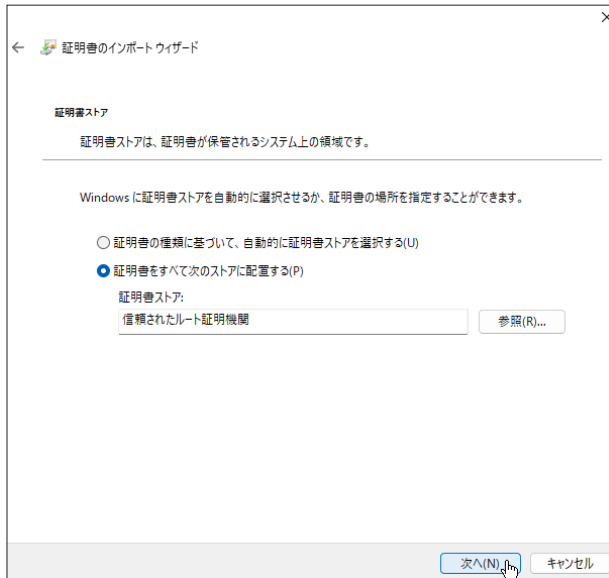 証明書のインポート ウィザード
証明書ストア
証明書ストアは、証明書が保管されるシステム上の領域です。
Windows に証明書ストアを自動的に選択させるか、証明書の場所を指定することができます。
証明書の種類に基づいて、自動的に証明書ストアを選択する(U)
証明書をすべて次のストアに配置する(P)
証明書ストア:
信頼されたルート証明機関
参照(R)...
次へ(N)
キャンセル